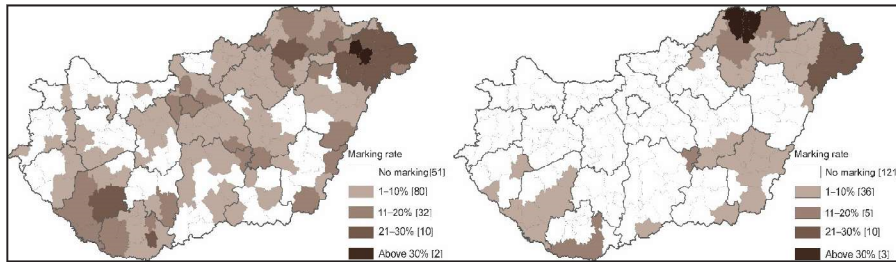 Marking rate
No marking[51]
1–10% [80]
11–20% [32]
21–30% [10]
Above 30% [2]
Marking rate
No marking [121]
1–10% [36]
11–20% [5]
21–30% [10]
Above 30% [3]